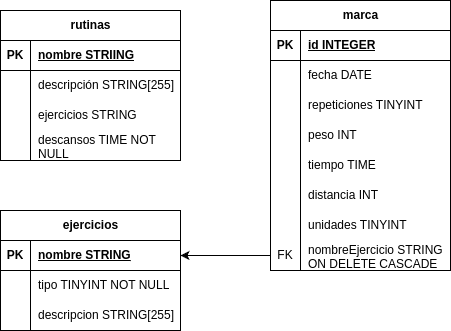 rutinas
PK nombre STRIING
descripción STRING[255]
ejercicios STRING
descansos TIME NOT
NULL
marca
PK id INTEGER
fecha DATE
repeticiones TINYINT
peso INT
tiempo TIME
distancia INT
unidades TINYINT
FK nombreEjercicio STRING
ON DELETE CASCADE
ejercicios
PK nombre STRING
tipo TINYINT NOT NULL
descripcion STRING[255]